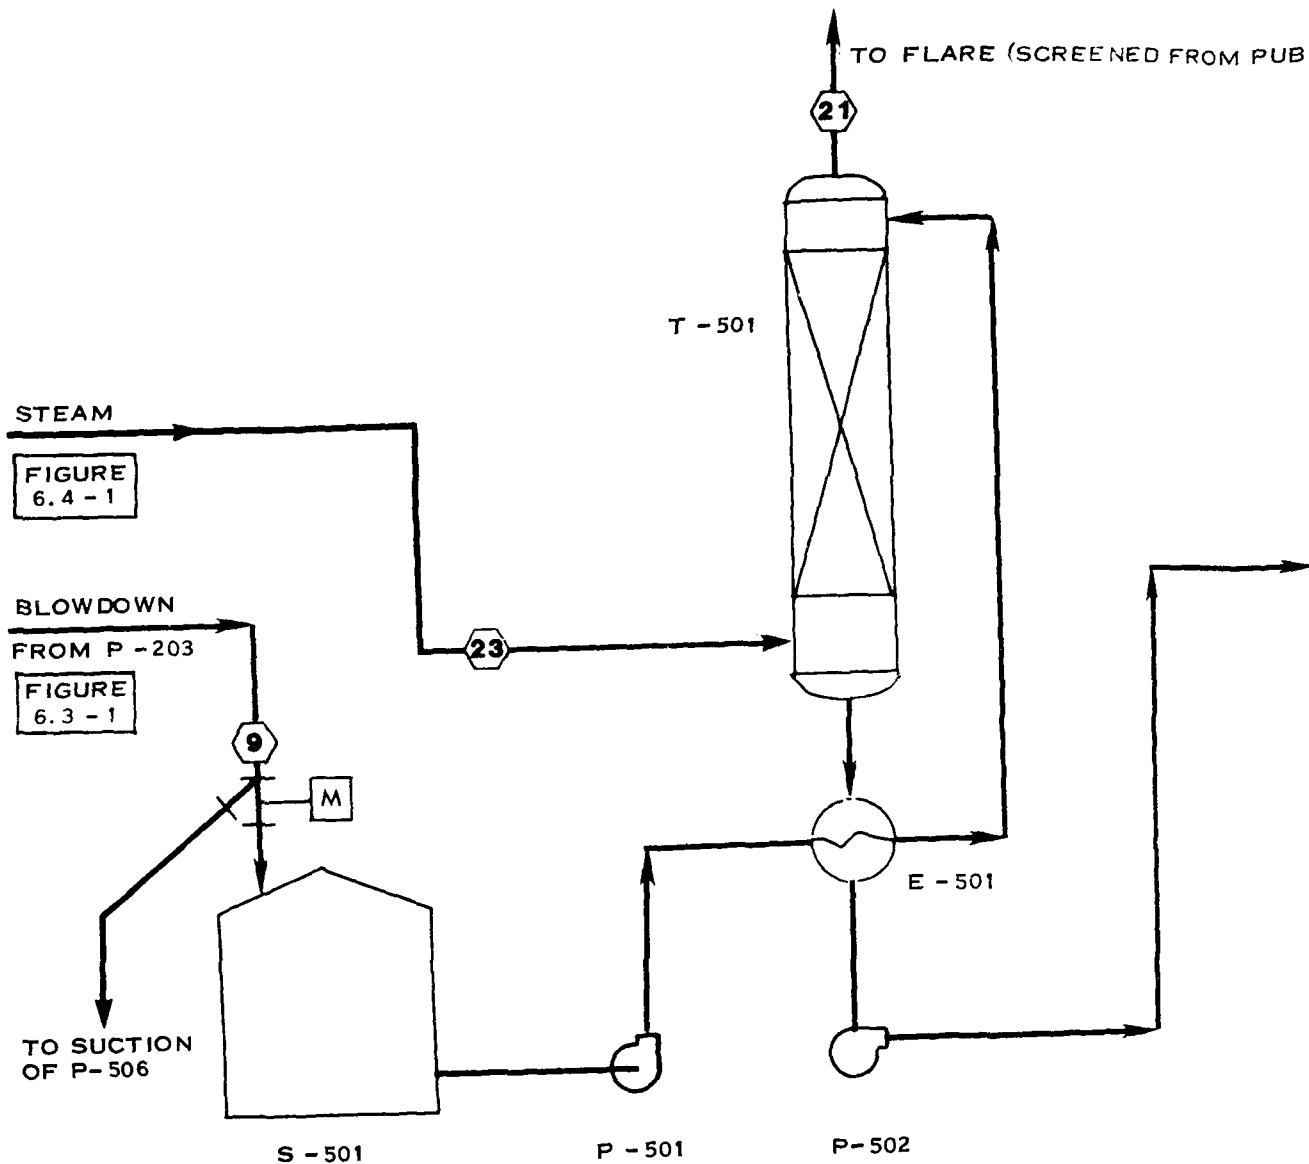 TO FLARE (SCREENED FROM PUB
21
T-501
STEAM
FIGURE
6.4-1
BLOWDOWN
FROM P-203
FIGURE
6.3-1
23
9
M
E-501
TO SUCTION
OF P-506
S-501
P-501
P-502